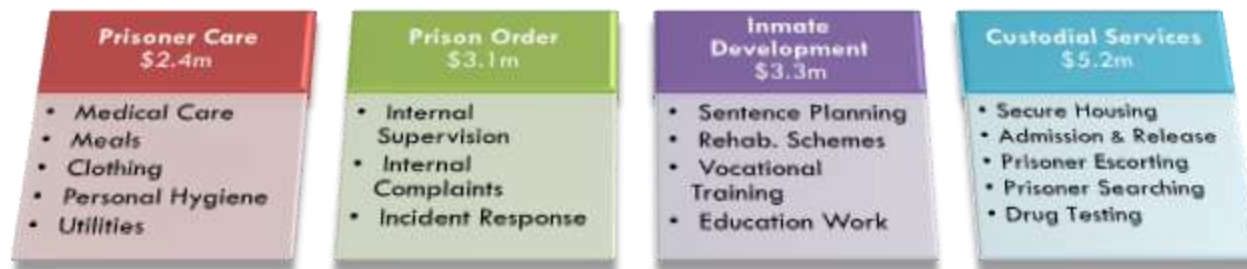 Prisoner Care
$2.4m
• Medical Care
• Meals
• Clothing
• Personal Hygiene
• Utilities
Prison Order
$3.1m
• Internal
Supervision
• Internal
Complaints
• Incident Response
Inmate
Development
$3.3m
• Sentence Planning
• Rehab. Schemes
• Vocational
Training
• Education Work
Custodial Services
$5.2m
• Secure Housing
• Admission & Release
• Prisoner Escorting
• Prisoner Searching
• Drug Testing